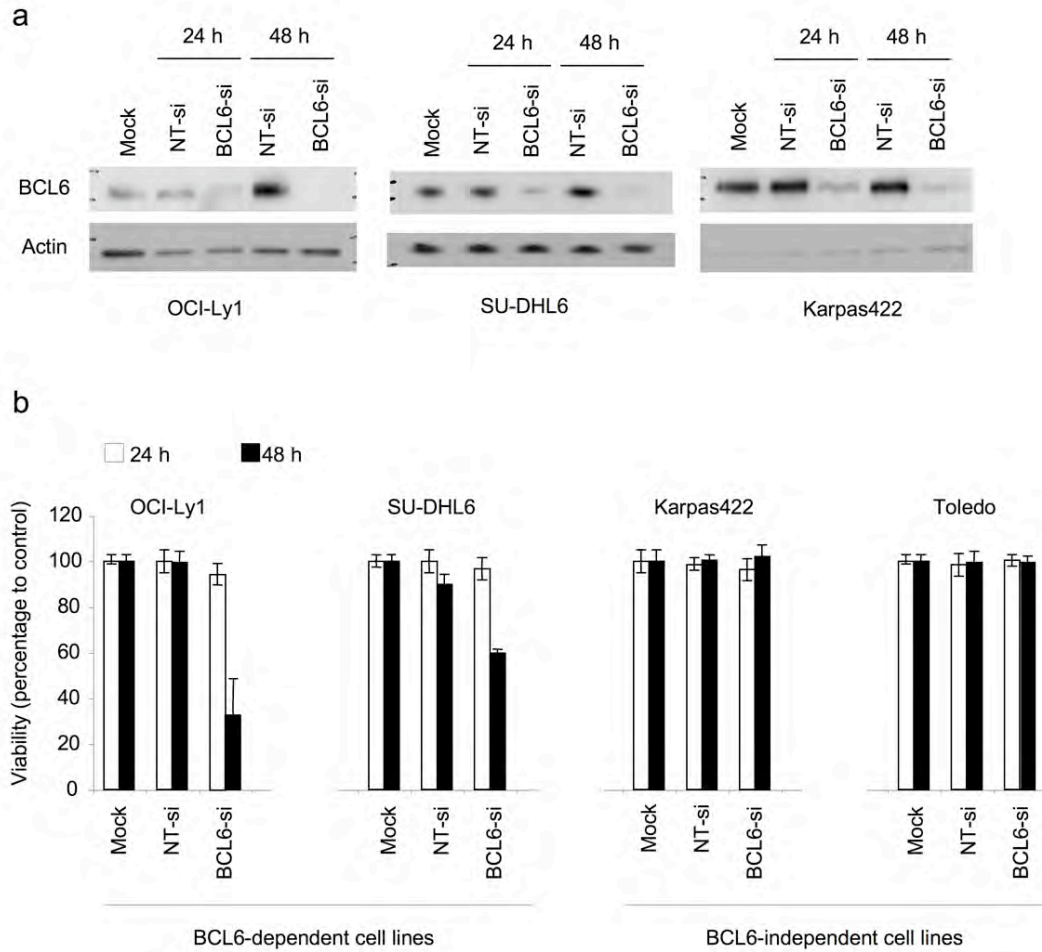 a
24 h 48 h 24 h 48 h 24 h 48 h
Mock NT-si BCL6-si NT-si BCL6-si Mock NT-si BCL6-si NT-si BCL6-si Mock NT-si BCL6-si NT-si BCL6-si
BCL6
Actin
OCI-Ly1 SU-DHL6 Karpas422
b
24 h 48 h
OCI-Ly1 SU-DHL6 Karpas422 Toledo
Viability (percentage to control)
120
100
80
60
40
20
0
Mock NT-si BCL6-si Mock NT-si BCL6-si Mock NT-si BCL6-si Mock NT-si BCL6-si
BCL6-dependent cell lines BCL6-independent cell lines